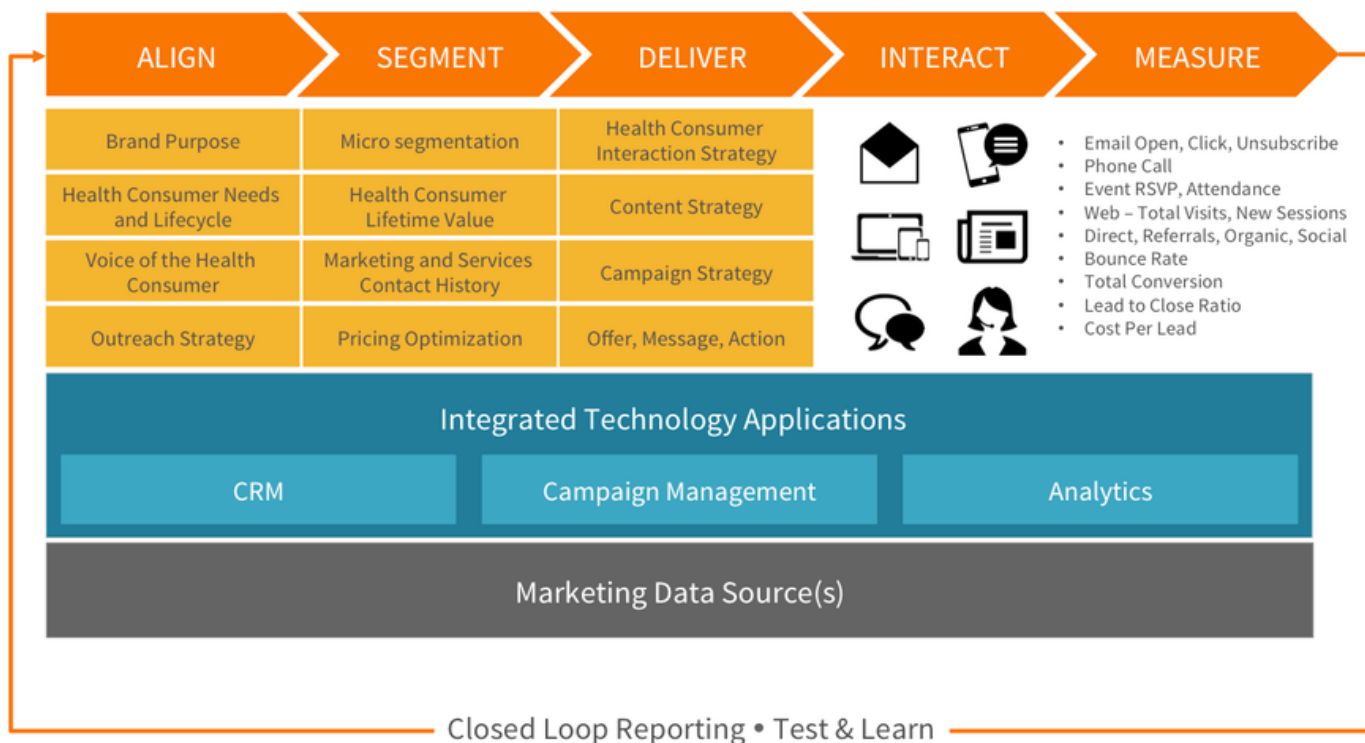 ALIGN
SEGMENT
DELIVER
INTERACT
MEASURE
Brand Purpose
Health Consumer Needs
and Lifecycle
Voice of the Health
Consumer
Outreach Strategy
Micro segmentation
Health Consumer
Lifetime Value
Marketing and Services
Contact History
Pricing Optimization
Health Consumer
Interaction Strategy
Content Strategy
Campaign Strategy
Offer, Message, Action
• Email Open, Click, Unsubscribe
• Phone Call
• Event RSVP, Attendance
• Web – Total Visits, New Sessions
• Direct, Referrals, Organic, Social
• Bounce Rate
• Total Conversion
• Lead to Close Ratio
• Cost Per Lead
Integrated Technology Applications
CRM
Campaign Management
Analytics
Marketing Data Source(s)
Closed Loop Reporting • Test & Learn